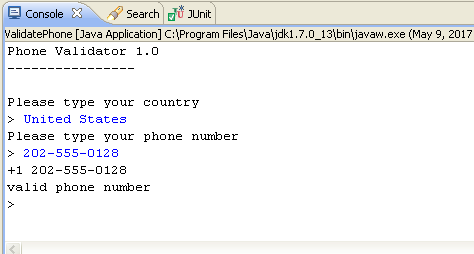 Console Search JUnit
ValidatePhone [Java Application] C:\Program Files\Java\jdk1.7.0_13\bin\javaw.exe (May 9, 2017
Phone Validator 1.0
----------------
Please type your country
> United States
Please type your phone number
> 202-555-0128
+1 202-555-0128
valid phone number
>